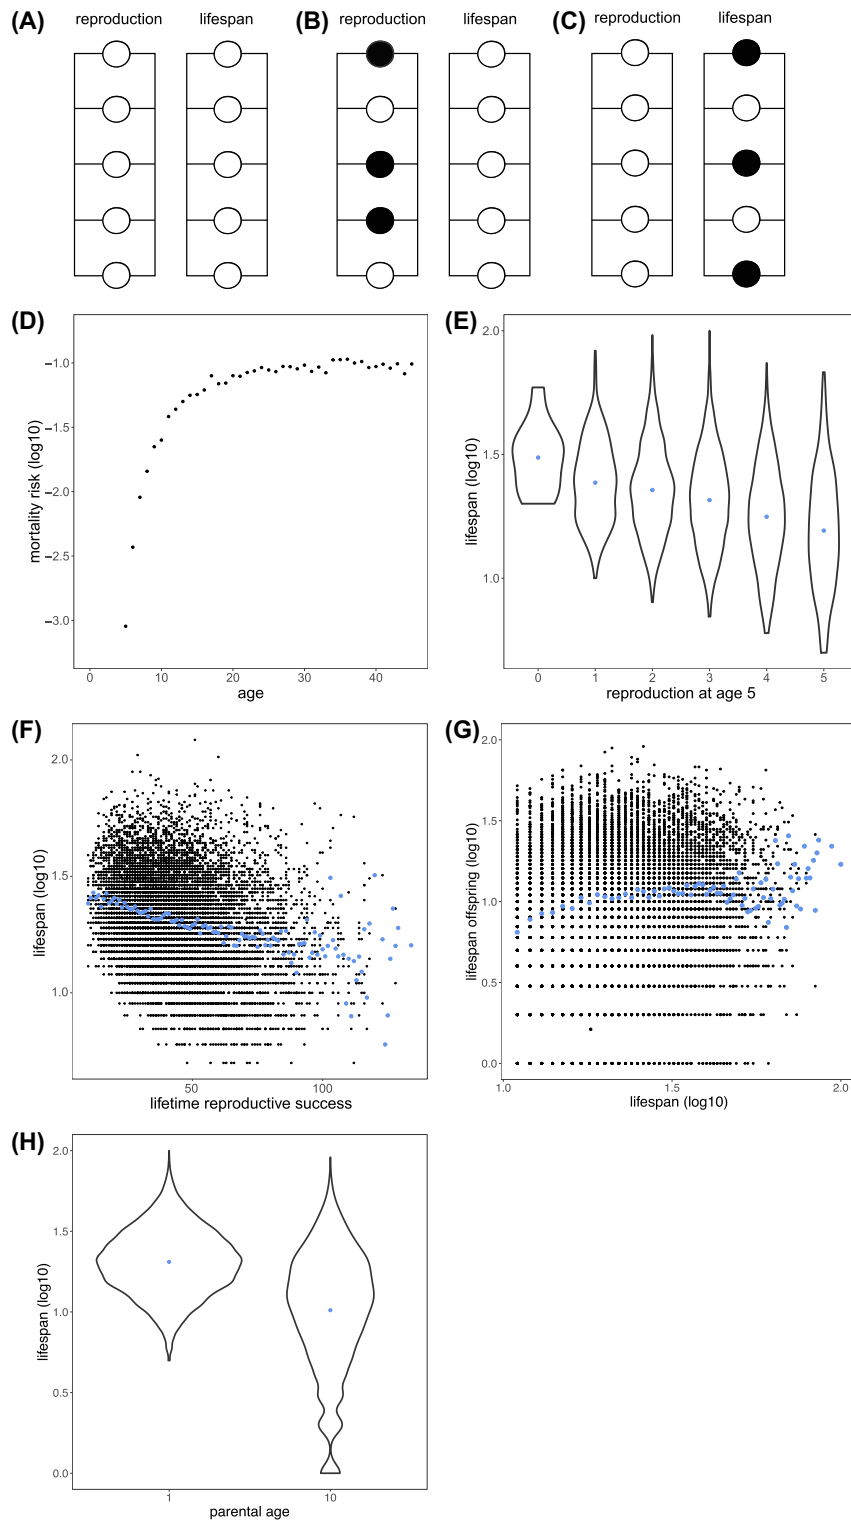 (A) reproduction lifespan (B) reproduction lifespan (C) reproduction lifespan
(D)
−1.0
−1.5
−2.0
−2.5
−3.0
mortality risk (log10)
0 10 20 30 40
age
(E)
2.0
1.5
1.0
lifespan (log10)
0 1 2 3 4 5
reproduction at age 5
(F)
2.0
1.5
1.0
lifespan (log10)
50 100
lifetime reproductive success
(G)
2.0
1.5
1.0
0.5
0.0
lifespan offspring (log10)
1.0 1.5 2.0
lifespan (log10)
(H)
2.0
1.5
1.0
0.5
0.0
lifespan (log10)
1 10
parental age